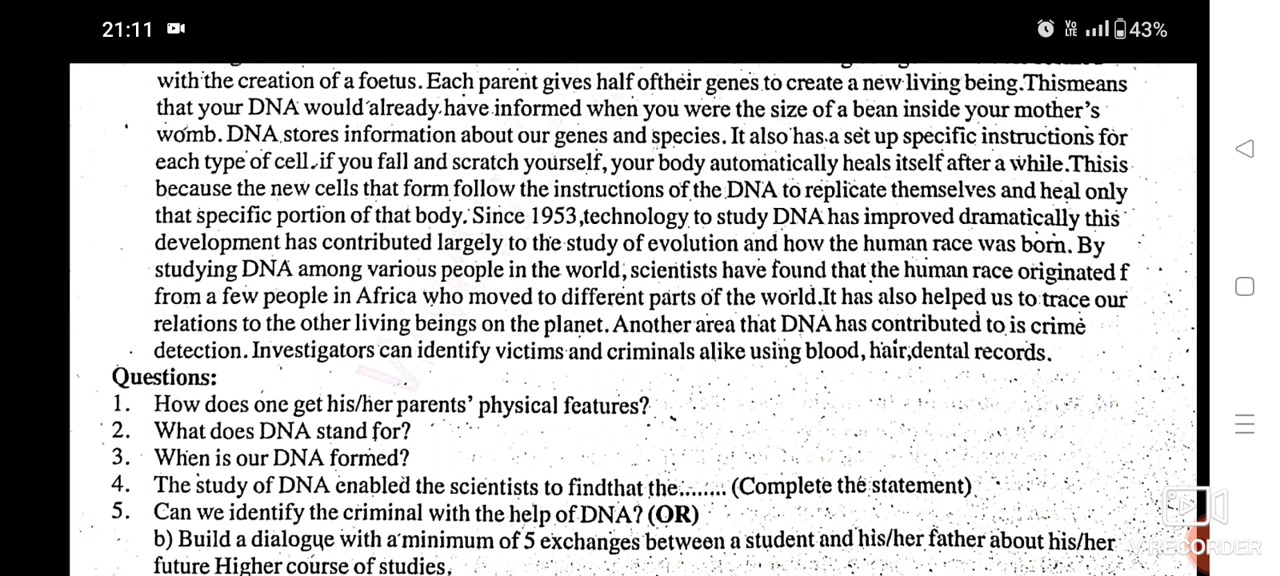 21:11
Vo LTE 43%
with the creation of a foetus. Each parent gives half oftheir genes to create a new living being.Thismeans
that your DNA would already have informed when you were the size of a bean inside your mother's
womb. DNA stores information about our genes and species. It also has a set up specific instructions for
each type of cell. if you fall and scratch yourself, your body automatically heals itself after a while.Thisis
because the new cells that form follow the instructions of the DNA to replicate themselves and heal only
that specific portion of that body. Since 1953,technology to study DNA has improved dramatically this
development has contributed largely to the study of evolution and how the human race was born. By
studying DNA among various people in the world, scientists have found that the human race originated f
from a few people in Africa who moved to different parts of the world.It has also helped us to trace our
relations to the other living beings on the planet. Another area that DNA has contributed to is crime
detection. Investigators can identify victims and criminals alike using blood, hair,dental records.
Questions:
1. How does one get his/her parents' physical features?
2. What does DNA stand for?
3. When is our DNA formed?
4. The study of DNA enabled the scientists to findthat the........ (Complete the statement)
5. Can we identify the criminal with the help of DNA? (OR)
b) Build a dialogue with a minimum of 5 exchanges between a student and his/her father about his/her
future Higher course of studies.
V RECORDER